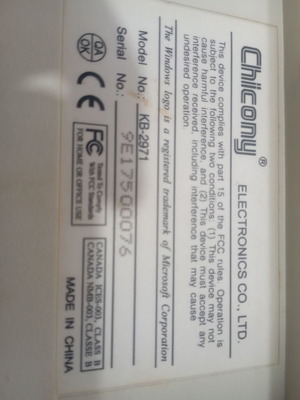 Chicony® ELECTRONICS CO., LTD.
This device complies with part 15 of the FCC rules. Operation is
subject to the following two conditions: (1) This device may not
cause harmful interference, and (2) This device must accept any
interference received, including interference that may cause
undesired operation.
The Windows logo is a registered trademark of Microsoft Corporation
Model No.: KB-2971
Serial No.: 9E17500076
QA
OK
CE
FC
Tested To Comply
With FCC Standards
FOR HOME OR OFFICE USE
CANADA ICES-003, CLASS B
CANADA NMB-003, CLASSE B
MADE IN CHINA